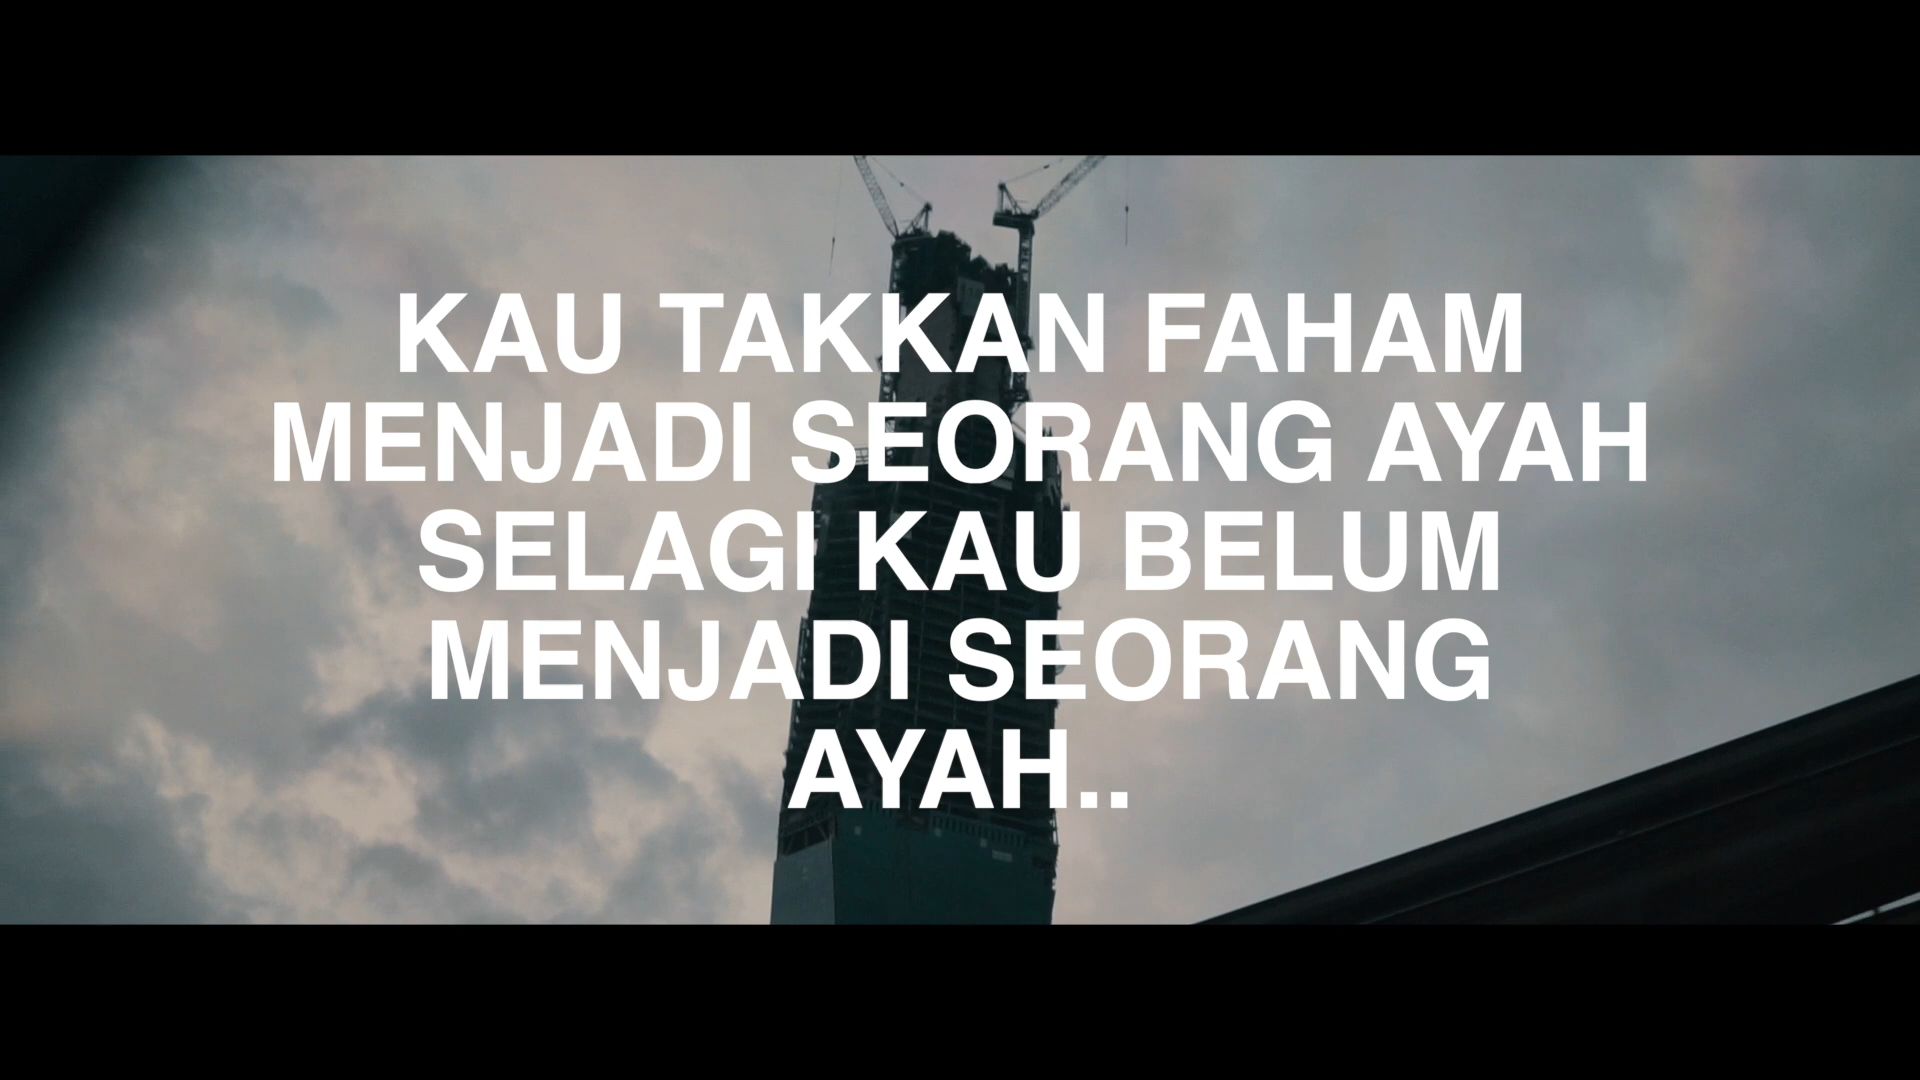 KAU TAKKAN FAHAM
MENJADI SEORANG AYAH
SELAGI KAU BELUM
MENJADI SEORANG
AYAH..